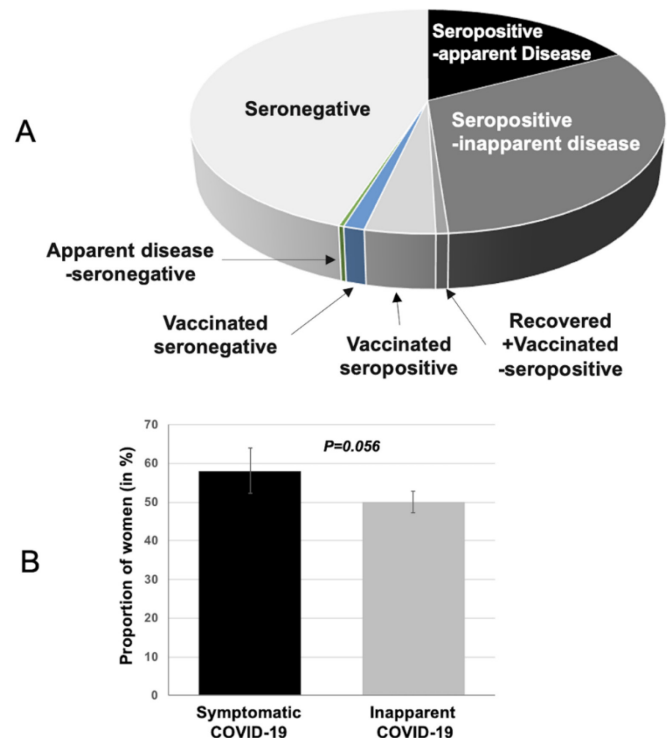 Seropositive
-apparent Disease
Seronegative
Seropositive
-inapparent disease
A
Apparent disease
-seronegative
Vaccinated
seronegative
Vaccinated
seropositive
Recovered
+Vaccinated
-seropositive
B
Proportion of women (in %)
70
60
50
40
30
20
10
0
P=0.056
Symptomatic
COVID-19
Inapparent
COVID-19